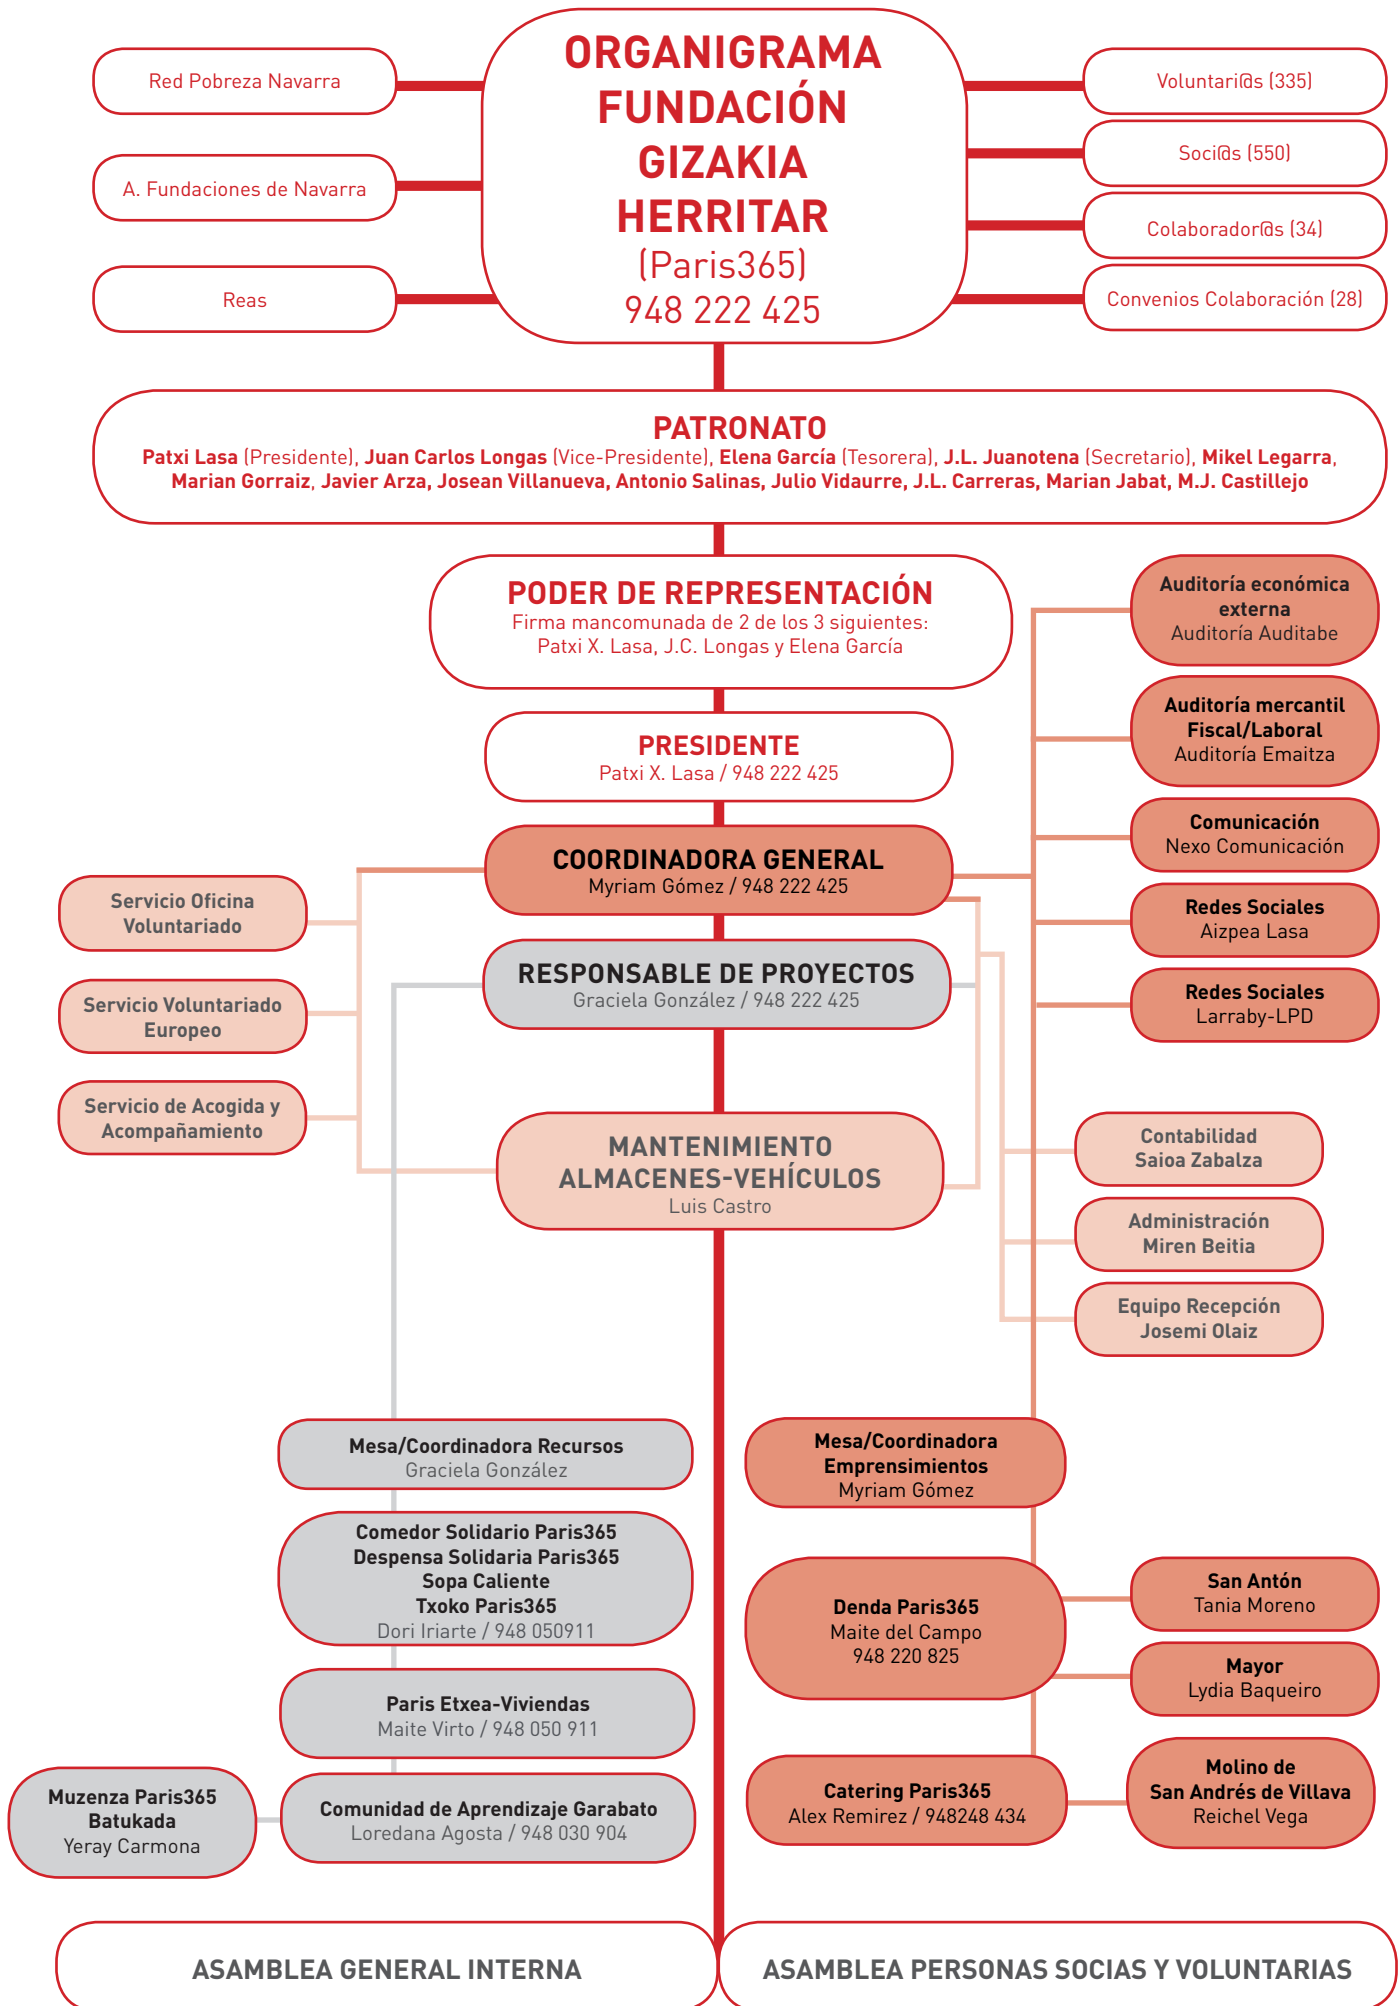 ORGANIGRAMA
FUNDACIÓN
GIZAKIA
HERRITAR
(Paris365)
948 222 425
Red Pobreza Navarra
A. Fundaciones de Navarra
Reas
Voluntari@s (335)
Soci@s (550)
Colaborador@s (34)
Convenios Colaboración (28)
PATRONATO
Patxi Lasa (Presidente), Juan Carlos Longas (Vice-Presidente), Elena García (Tesorera), J.L. Juanotena (Secretario), Mikel Legarra,
Marian Gorraiz, Javier Arza, Josean Villanueva, Antonio Salinas, Julio Vidaurre, J.L. Carreras, Marian Jabat, M.J. Castillejo
PODER DE REPRESENTACIÓN
Firma mancomunada de 2 de los 3 siguientes:
Patxi X. Lasa, J.C. Longas y Elena García
PRESIDENTE
Patxi X. Lasa / 948 222 425
COORDINADORA GENERAL
Myriam Gómez / 948 222 425
RESPONSABLE DE PROYECTOS
Graciela González / 948 222 425
MANTENIMIENTO
ALMACENES-VEHÍCULOS
Luis Castro
Servicio Oficina
Voluntariado
Servicio Voluntariado
Europeo
Servicio de Acogida y
Acompañamiento
Auditoría económica
externa
Auditoría Auditabe
Auditoría mercantil
Fiscal/Laboral
Auditoría Emaitza
Comunicación
Nexo Comunicación
Redes Sociales
Aizpea Lasa
Redes Sociales
Larraby-LPD
Contabilidad
Saioa Zabalza
Administración
Miren Beitia
Equipo Recepción
Josemi Olaiz
Mesa/Coordinadora Recursos
Graciela González
Comedor Solidario Paris365
Despensa Solidaria Paris365
Sopa Caliente
Txoko Paris365
Dori Iriarte / 948 050911
Paris Etxea-Viviendas
Maite Virto / 948 050 911
Comunidad de Aprendizaje Garabato
Loredana Agosta / 948 030 904
Muzenza Paris365
Batukada
Yeray Carmona
Mesa/Coordinadora
Emprensimientos
Myriam Gómez
Denda Paris365
Maite del Campo
948 220 825
San Antón
Tania Moreno
Mayor
Lydia Baqueiro
Catering Paris365
Alex Remirez / 948248 434
Molino de
San Andrés de Villava
Reichel Vega
ASAMBLEA GENERAL INTERNA
ASAMBLEA PERSONAS SOCIAS Y VOLUNTARIAS